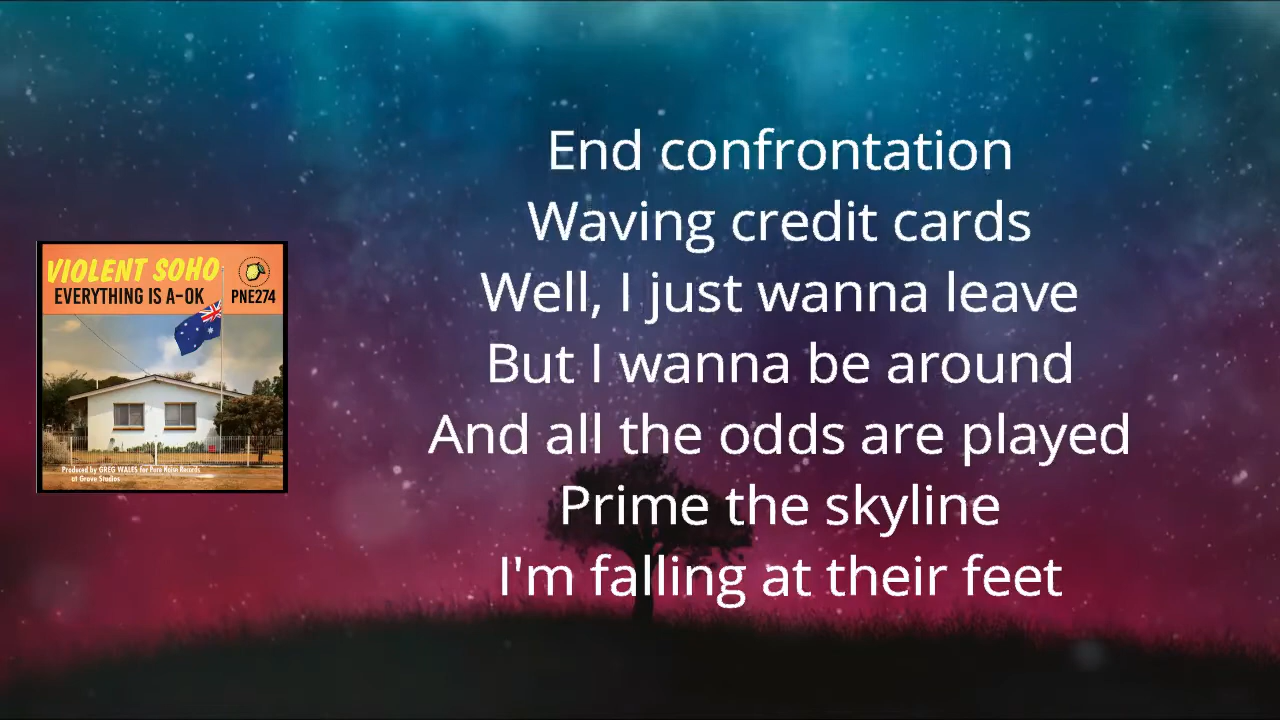 VIOLENT SOHO
EVERYTHING IS A-OK
PNE274
Produced by GREG WALES for Pure Noise Records
at Grove Studios
End confrontation
Waving credit cards
Well, I just wanna leave
But I wanna be around
And all the odds are played
Prime the skyline
I'm falling at their feet